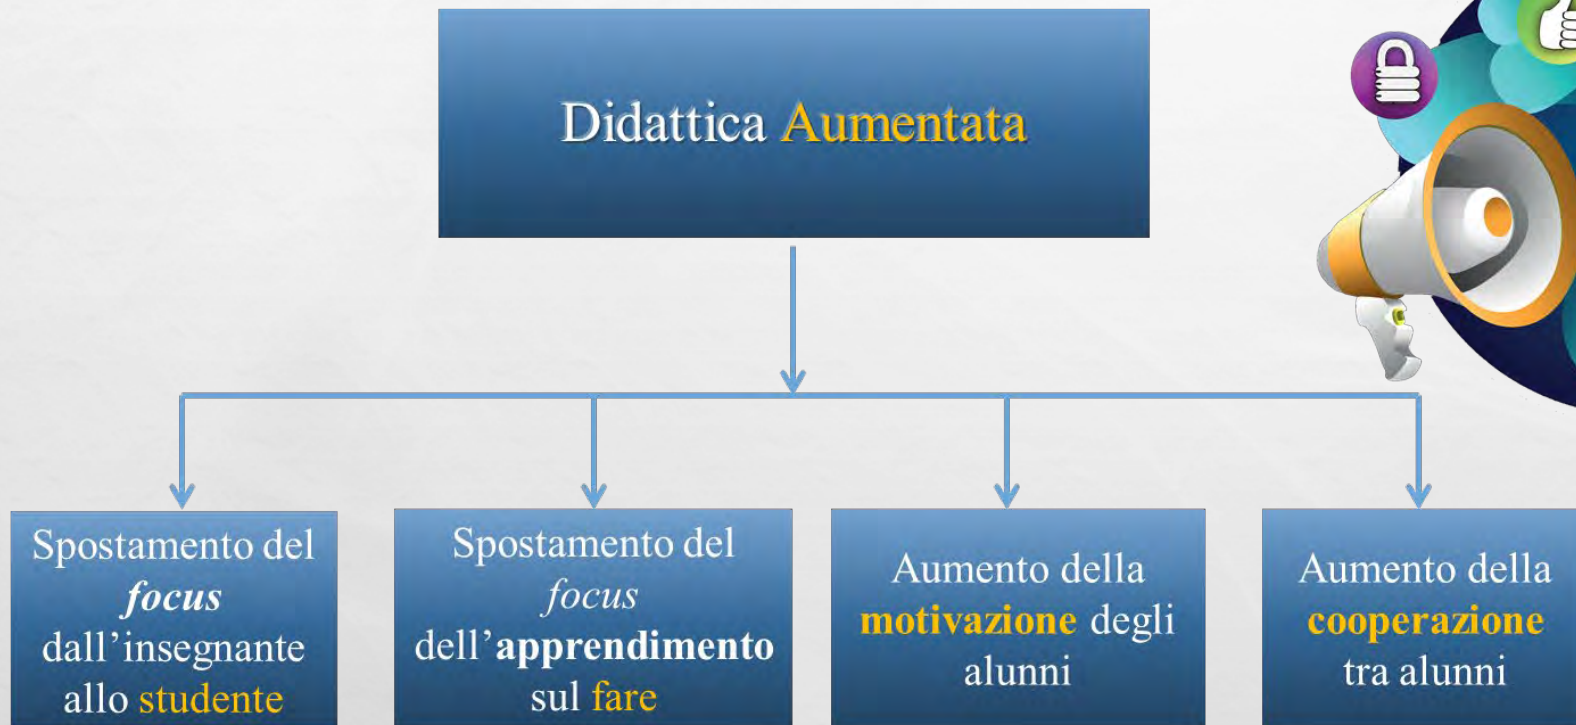 Didattica Aumentata
Spostamento del
focus
dall’insegnante
allo studente
Spostamento del
focus
dell’apprendimento
sul fare
Aumento della
motivazione degli
alunni
Aumento della
cooperazione
tra alunni